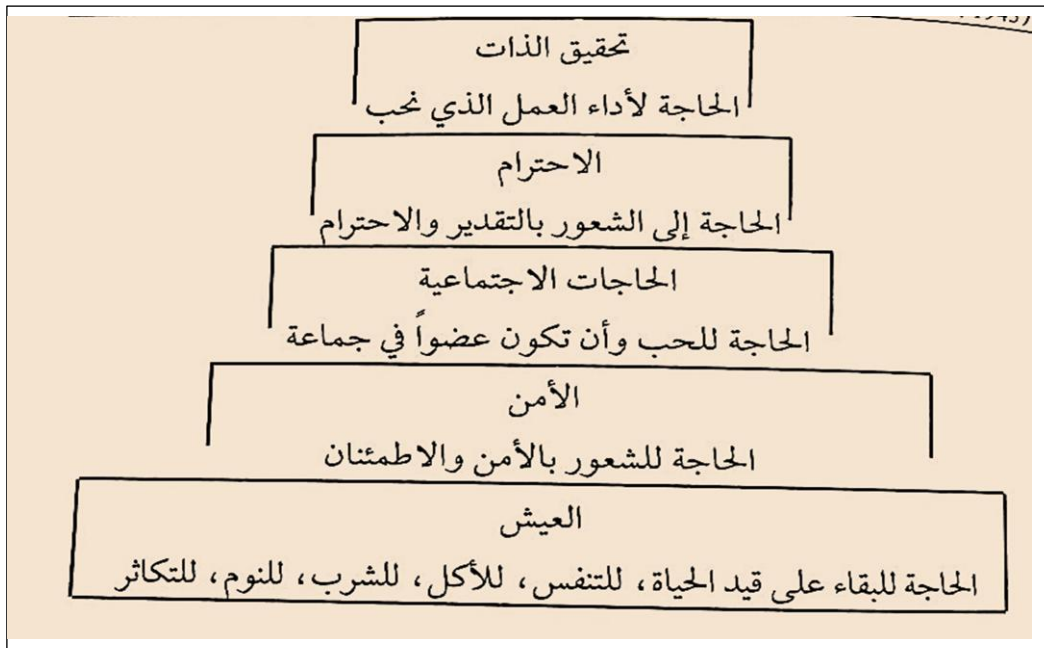 تحقيق الذات
الحاجة لأداء العمل الذي نحب
الاحترام
الحاجة إلى الشعور بالتقدير والاحترام
الحاجات الاجتماعية
الحاجة للحب وأن تكون عضواً في جماعة
الأمن
الحاجة للشعور بالأمن والاطمئنان
العيش
الحاجة للبقاء على قيد الحياة، للتنفس، للأكل، للشرب، للنوم، للتكاثر